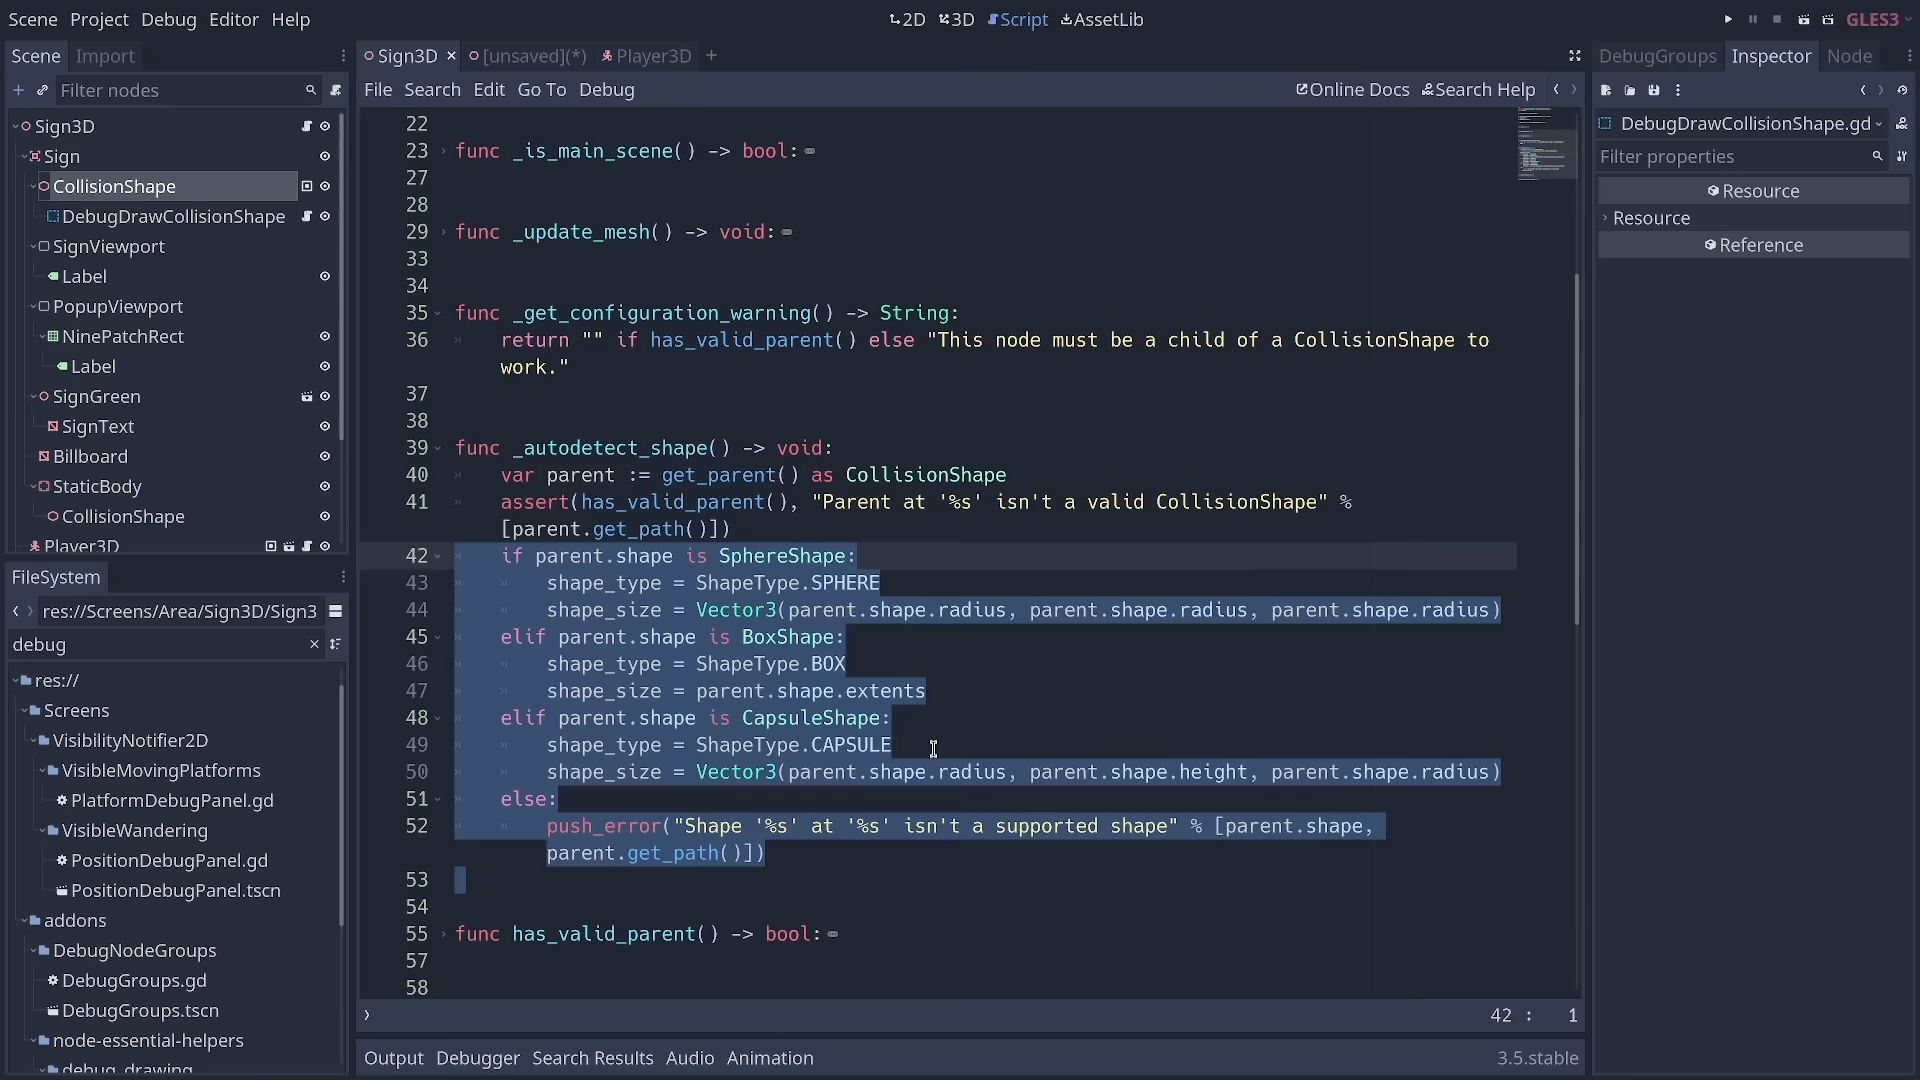 Scene Project Debug Editor Help
2D 3D Script AssetLib
GLES3
Scene Import
Sign3D [unsaved](*) Player3D
DebugGroups Inspector Node
Filter nodes
File Search Edit Go To Debug
Online Docs Search Help
DebugDrawCollisionShape.gd
Filter properties
Resource
Resource
Reference
Sign3D
Sign
CollisionShape
DebugDrawCollisionShape
SignViewport
Label
PopupViewport
NinePatchRect
Label
SignGreen
SignText
Billboard
StaticBody
CollisionShape
Player3D
FileSystem
res://Screens/Area/Sign3D/Sign3
debug
res://
Screens
VisibilityNotifier2D
VisibleMovingPlatforms
PlatformDebugPanel.gd
VisibleWandering
PositionDebugPanel.gd
PositionDebugPanel.tscn
addons
DebugNodeGroups
DebugGroups.gd
DebugGroups.tscn
node-essential-helpers
debug_drawing
22
23 func _is_main_scene() -> bool:
27
28
29 func _update_mesh() -> void:
33
34
35 func _get_configuration_warning() -> String:
36 return "" if has_valid_parent() else "This node must be a child of a CollisionShape to
work."
37
38
39 func _autodetect_shape() -> void:
40 var parent := get_parent() as CollisionShape
41 assert(has_valid_parent(), "Parent at '%s' isn't a valid CollisionShape" %
[parent.get_path()])
42 if parent.shape is SphereShape:
43 shape_type = ShapeType.SPHERE
44 shape_size = Vector3(parent.shape.radius, parent.shape.radius, parent.shape.radius)
45 elif parent.shape is BoxShape:
46 shape_type = ShapeType.BOX
47 shape_size = parent.shape.extents
48 elif parent.shape is CapsuleShape:
49 shape_type = ShapeType.CAPSULE
50 shape_size = Vector3(parent.shape.radius, parent.shape.height, parent.shape.radius)
51 else:
52 push_error("Shape '%s' at '%s' isn't a supported shape" % [parent.shape,
parent.get_path()])
53
54
55 func has_valid_parent() -> bool:
57
58
42 : 1
Output Debugger Search Results Audio Animation
3.5.stable